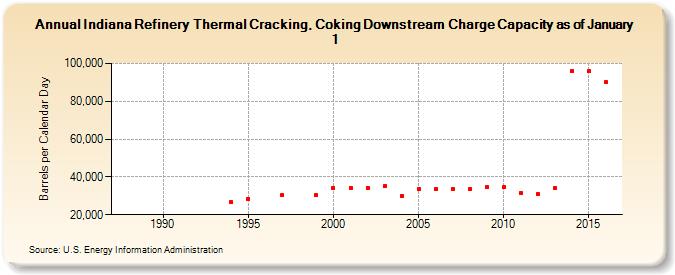 Annual Indiana Refinery Thermal Cracking, Coking Downstream Charge Capacity as of January
1
Barrels per Calendar Day
100,000
80,000
60,000
40,000
20,000
1990 1995 2000 2005 2010 2015
Source: U.S. Energy Information Administration